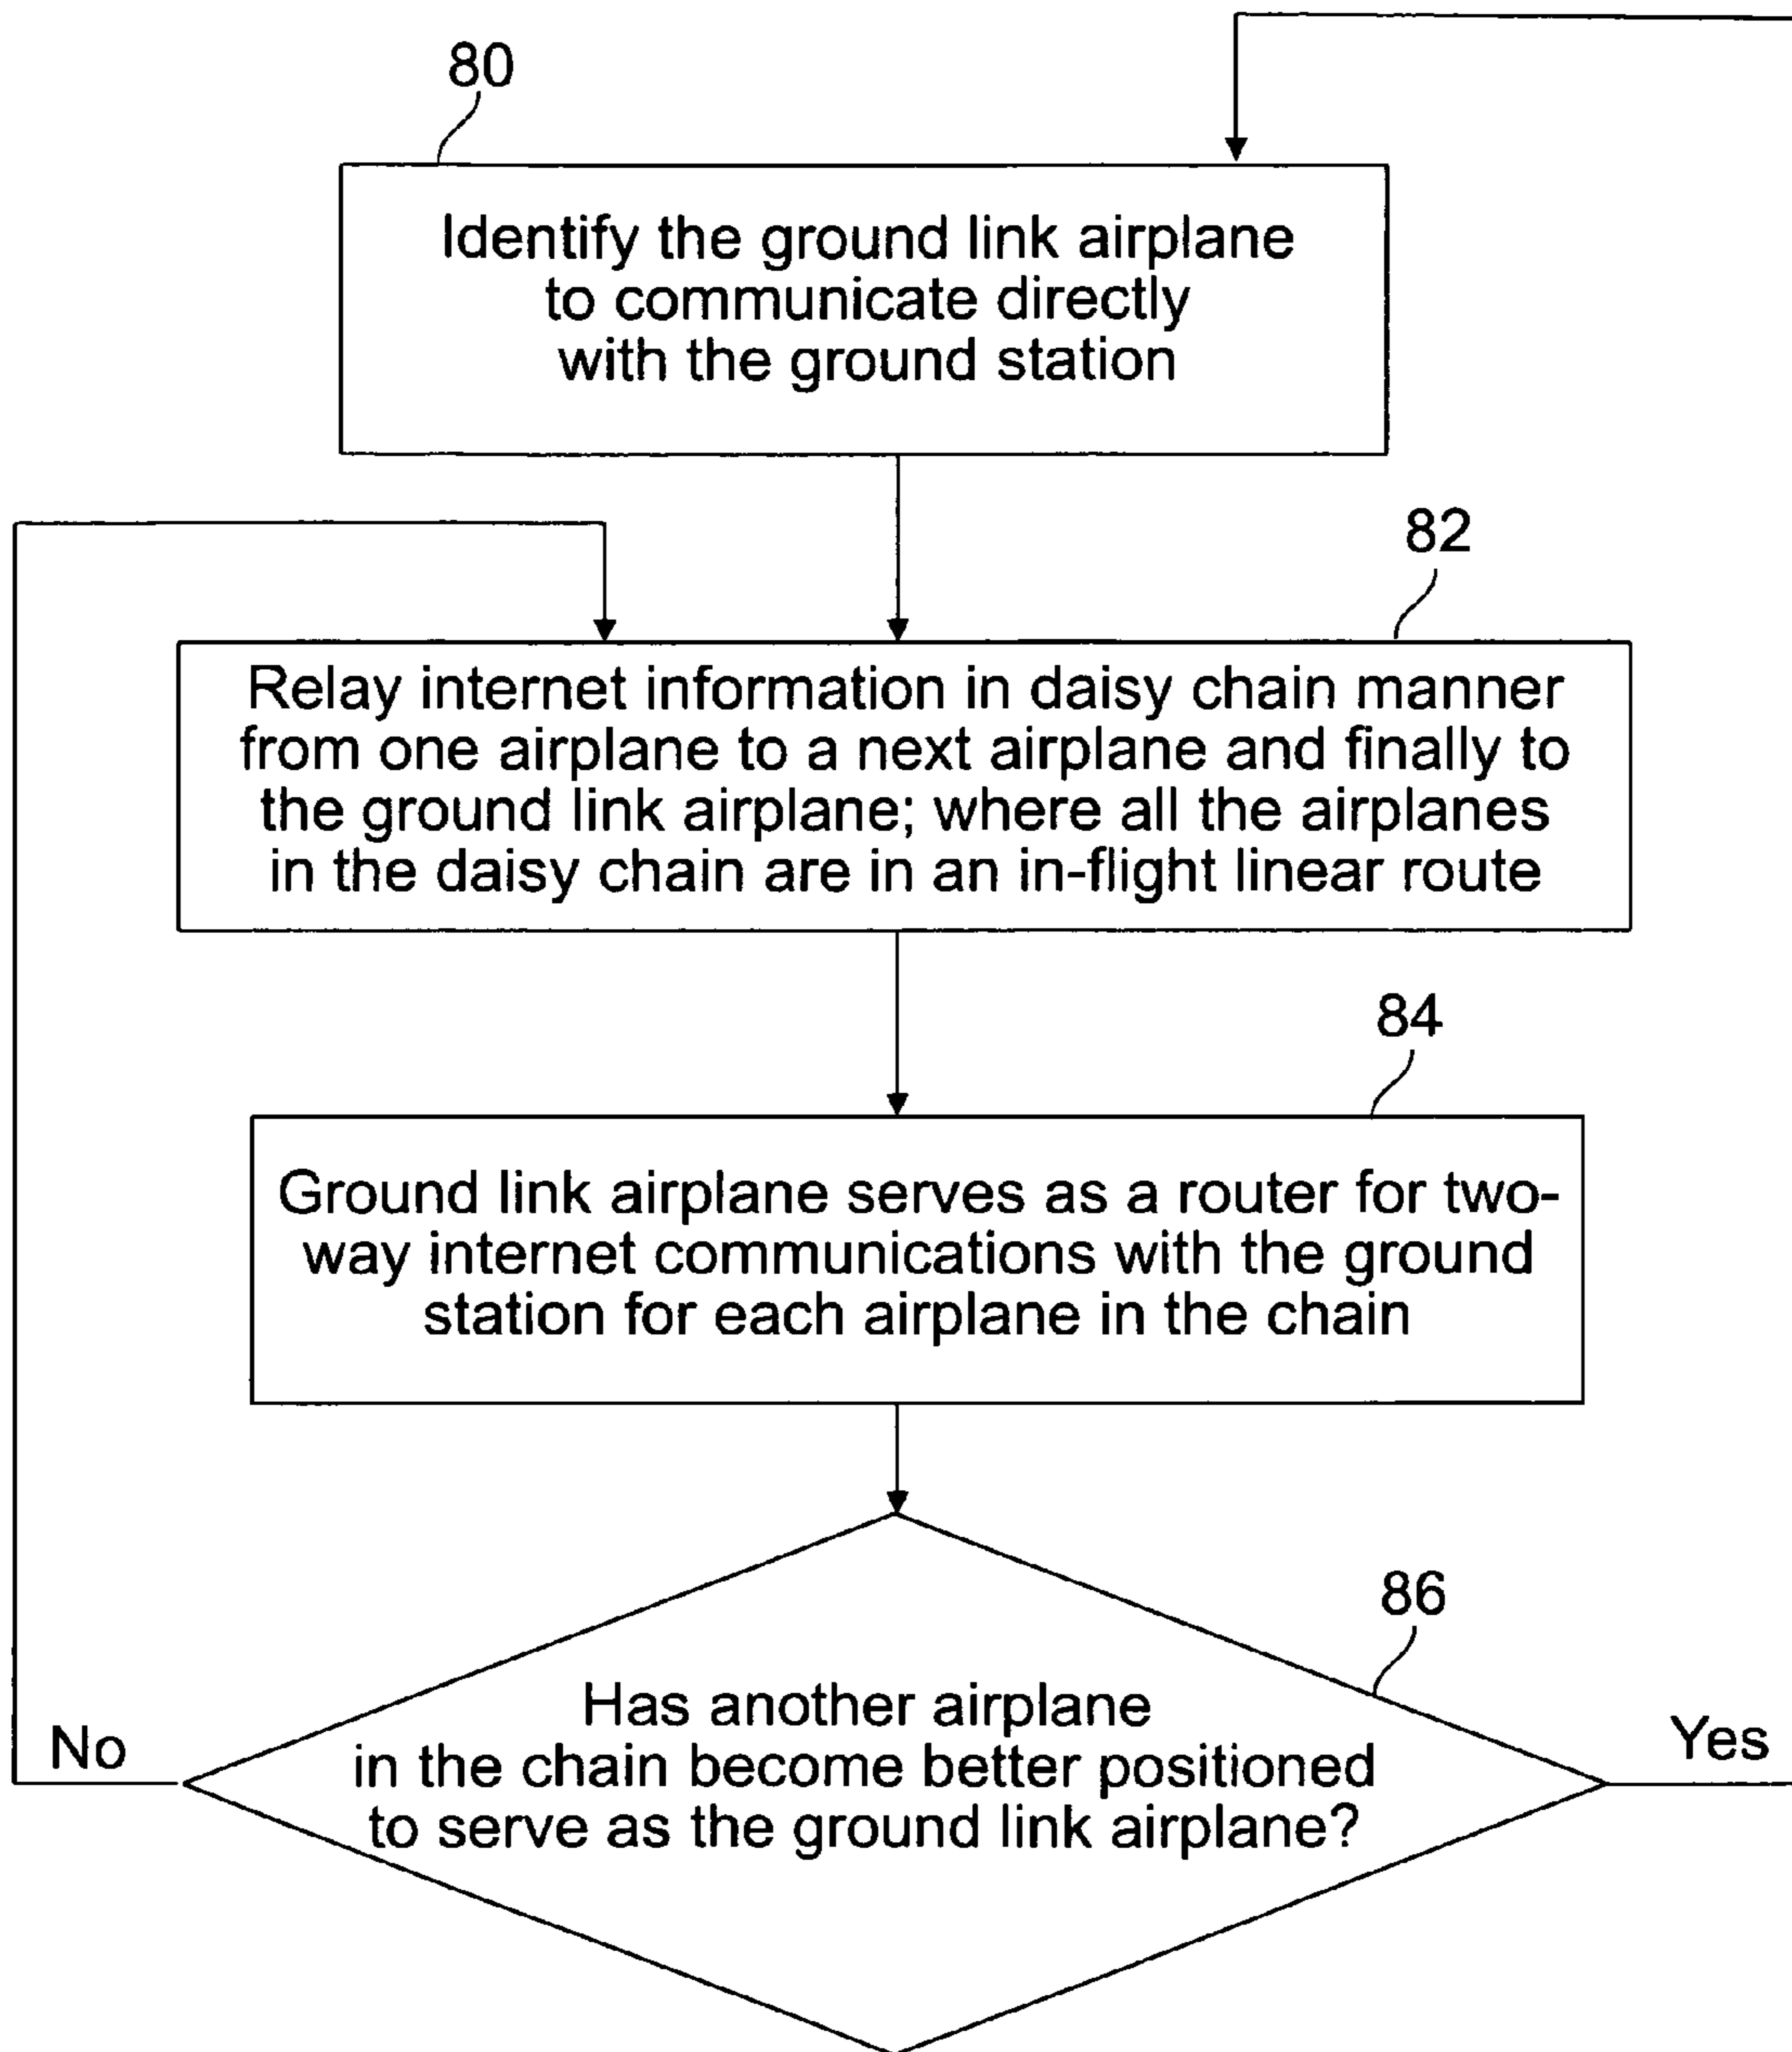 80
Identify the ground link airplane
to communicate directly
with the ground station
82
Relay internet information in daisy chain manner
from one airplane to a next airplane and finally to
the ground link airplane; where all the airplanes
in the daisy chain are in an in-flight linear route
84
Ground link airplane serves as a router for two-
way internet communications with the ground
station for each airplane in the chain
86
Has another airplane
in the chain become better positioned
to serve as the ground link airplane?
No
Yes